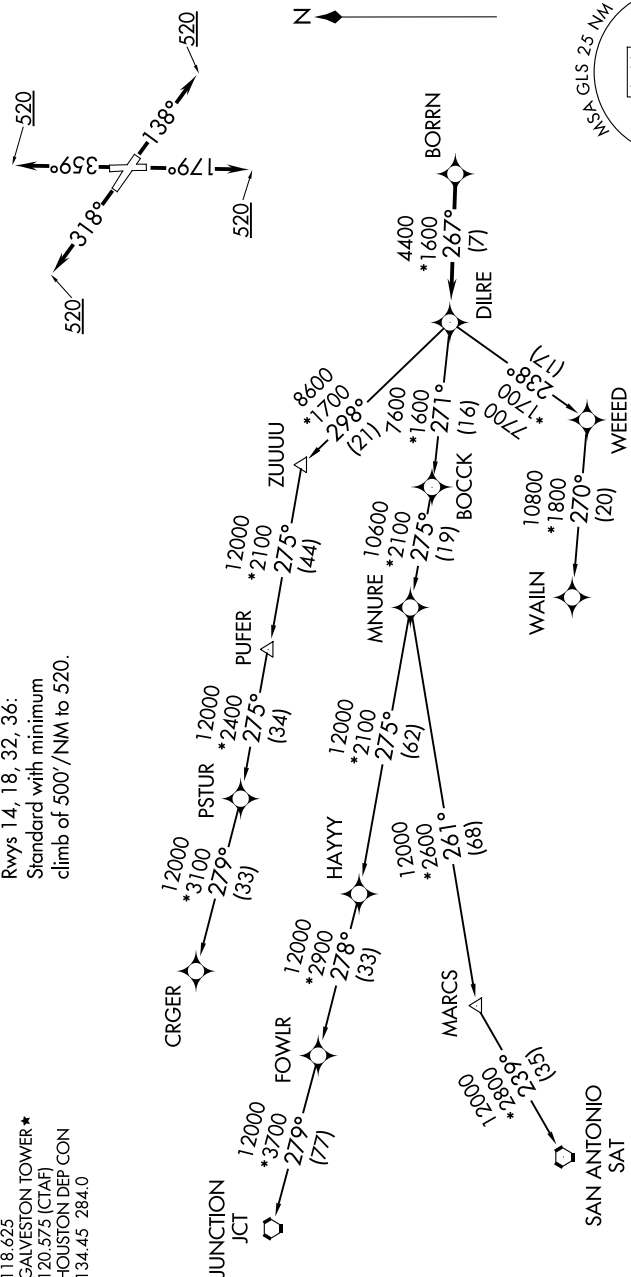 118.625
GALVESTON TOWER★
120.575 (CTAF)
HOUSTON DEP CON
134.45 284.0
Rwys 14, 18, 32, 36:
Standard with minimum
climb of 500'/NM to 520.
520
520
359°
318°
138°
179°
520
520
N
MSA GLS 25 NM
BORRN
4400
*1600
267°
(7)
DILRE
8600
*1700
298°
(21)
ZUUUU
7600
*1600
271°
(16)
BOCCK
7700
*1700
238°
(17)
WEEED
10800
*1800
270°
(20)
WAILN
12000
*2100
275°
(44)
PUFER
12000
*2400
275°
(34)
PSTUR
12000
*3100
279°
(33)
CRGER
10600
*2100
275°
(19)
MNURE
12000
*2100
275°
(62)
HAYYY
12000
*2900
278°
(33)
FOWLR
12000
*3700
279°
(77)
JUNCTION
JCT
12000
*2600
261°
(68)
MARCS
12000
*2800
239°
(35)
SAN ANTONIO
SAT